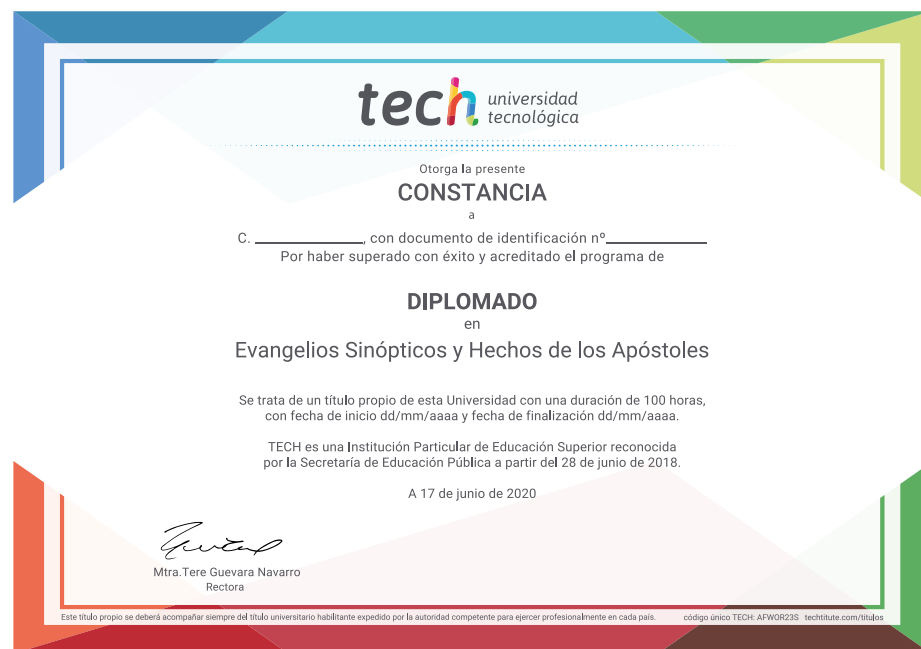 tech universidad
tecnológica
Otorga la presente
CONSTANCIA
a
C. ____________, con documento de identificación nº____________
Por haber superado con éxito y acreditado el programa de
DIPLOMADO
en
Evangelios Sinópticos y Hechos de los Apóstoles
Se trata de un título propio de esta Universidad con una duración de 100 horas,
con fecha de inicio dd/mm/aaaa y fecha de finalización dd/mm/aaaa.
TECH es una Institución Particular de Educación Superior reconocida
por la Secretaría de Educación Pública a partir del 28 de junio de 2018.
A 17 de junio de 2020
Mtra.Tere Guevara Navarro
Rectora
Este título propio se deberá acompañar siempre del título universitario habilitante expedido por la autoridad competente para ejercer profesionalmente en cada país. código único TECH: AFWOR23S techtitute.com/titulos